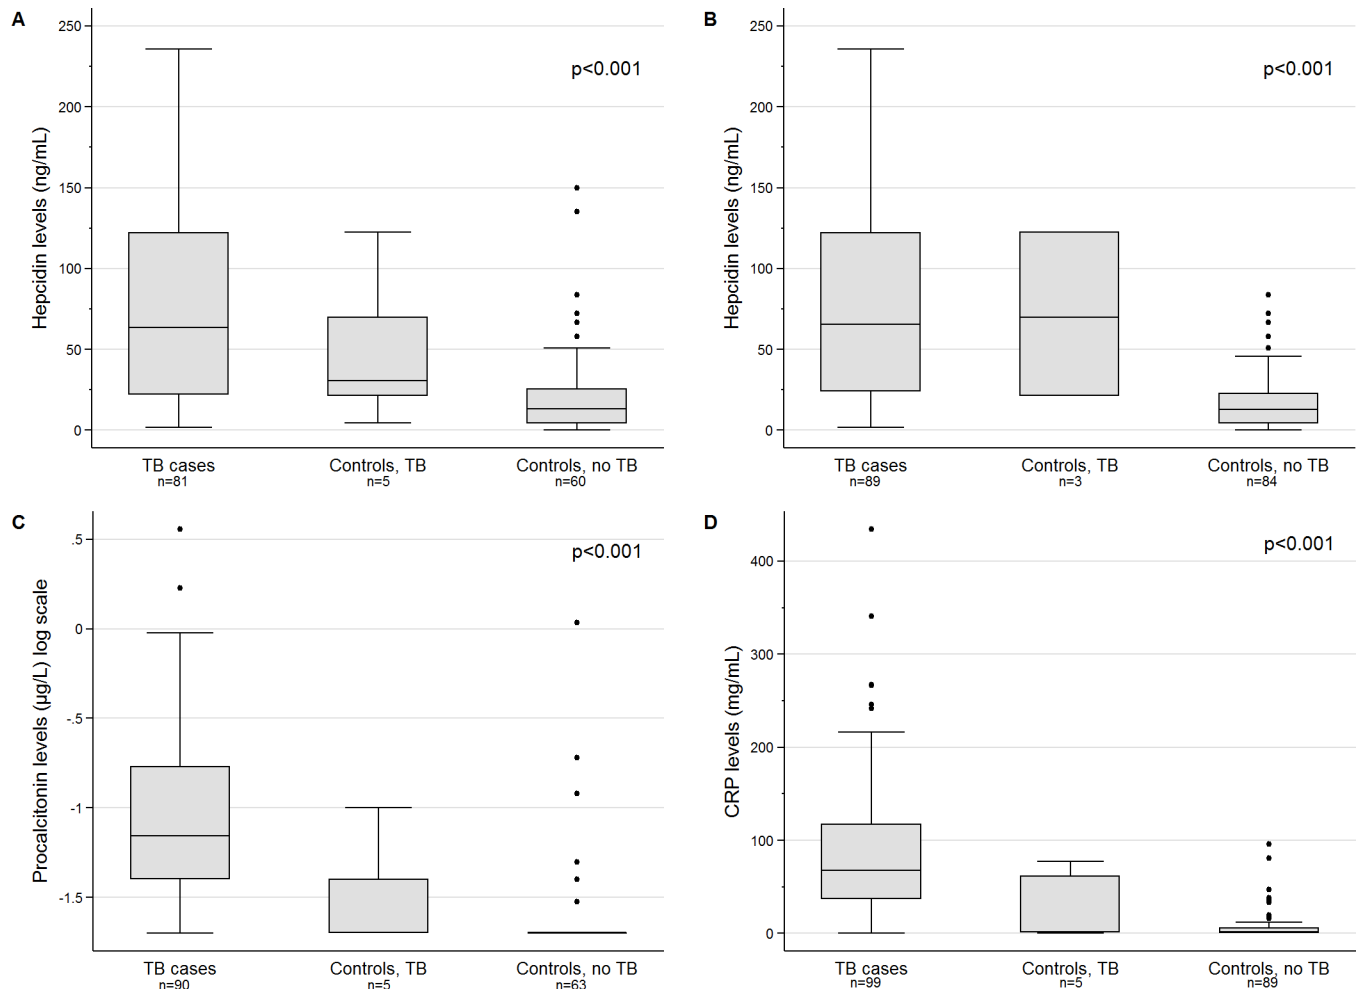 A
Hepcidin levels (ng/mL)
250
200
150
100
50
0
p<0.001
TB cases
n=81
Controls, TB
n=5
Controls, no TB
n=60
B
Hepcidin levels (ng/mL)
250
200
150
100
50
0
p<0.001
TB cases
n=89
Controls, TB
n=3
Controls, no TB
n=84
C
Procalcitonin levels (µg/L) log scale
.5
0
-.5
-1
-1.5
p<0.001
TB cases
n=90
Controls, TB
n=5
Controls, no TB
n=63
D
CRP levels (mg/mL)
400
300
200
100
0
p<0.001
TB cases
n=99
Controls, TB
n=5
Controls, no TB
n=89